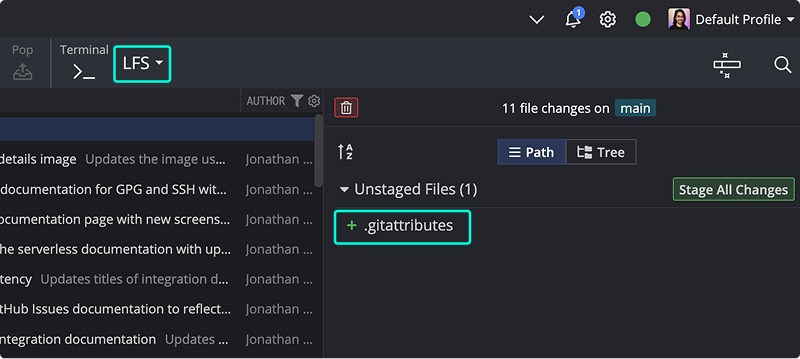 1
Default Profile
Pop
Terminal
LFS
AUTHOR
11 file changes on main
details image Updates the image us... Jonathan ...
documentation for GPG and SSH wit... Jonathan ...
ocumentation page with new screens... Jonathan ...
he serverless documentation with up... Jonathan ...
tency Updates titles of integration d... Jonathan ...
tHub Issues documentation to reflect... Jonathan ...
ntegration documentation Updates ... Jonathan ...
A
Z
Path
Tree
Unstaged Files (1)
Stage All Changes
+ .gitattributes